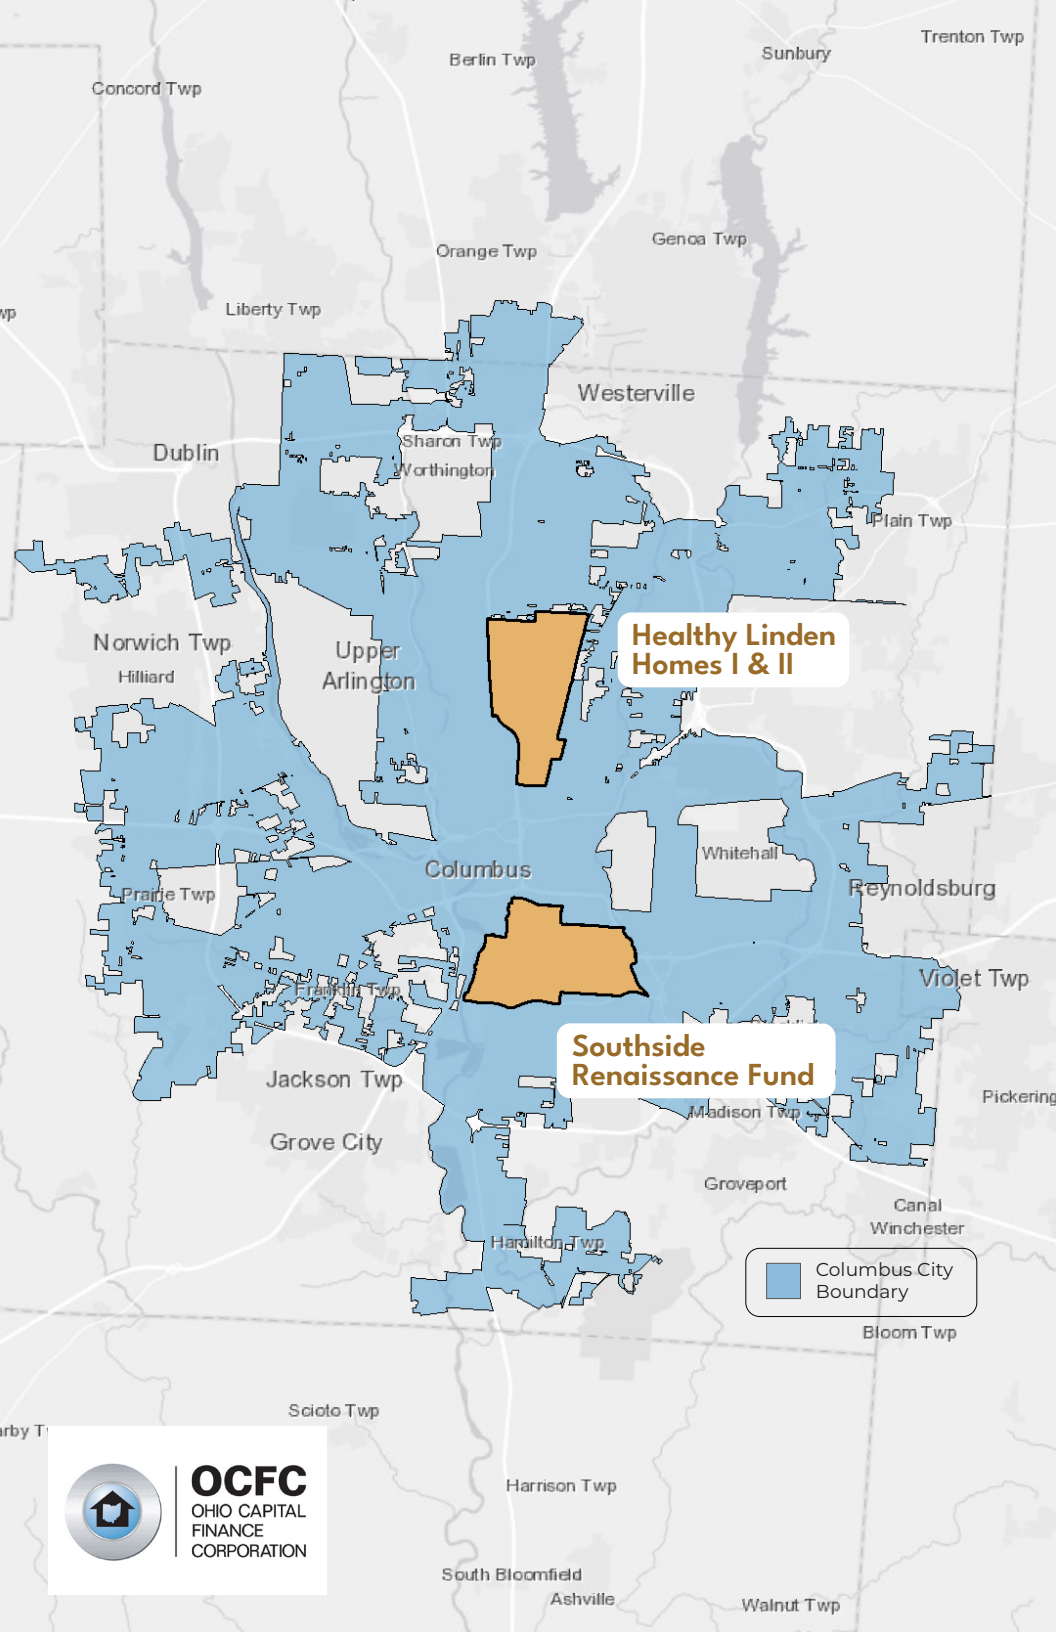 Trenton Twp
Sunbury
Berlin Twp
Concord Twp
Genoa Twp
Orange Twp
Liberty Twp
wp
Westerville
Sharon Twp
Dublin
Worthington
Plain Twp
Healthy Linden
Homes I & II
Norwich Twp
Upper
Arlington
Hilliard
Whitehall
Columbus
Reynoldsburg
Prairie Twp
Violet Twp
Franklin Twp
Southside
Renaissance Fund
Jackson Twp
Pickering
Madison Twp
Grove City
Groveport
Canal
Winchester
Hamilton Twp
Columbus City
Boundary
Bloom Twp
Scioto Twp
arby T
OCFC
OHIO CAPITAL
FINANCE
CORPORATION
Harrison Twp
South Bloomfield
Ashville
Walnut Twp